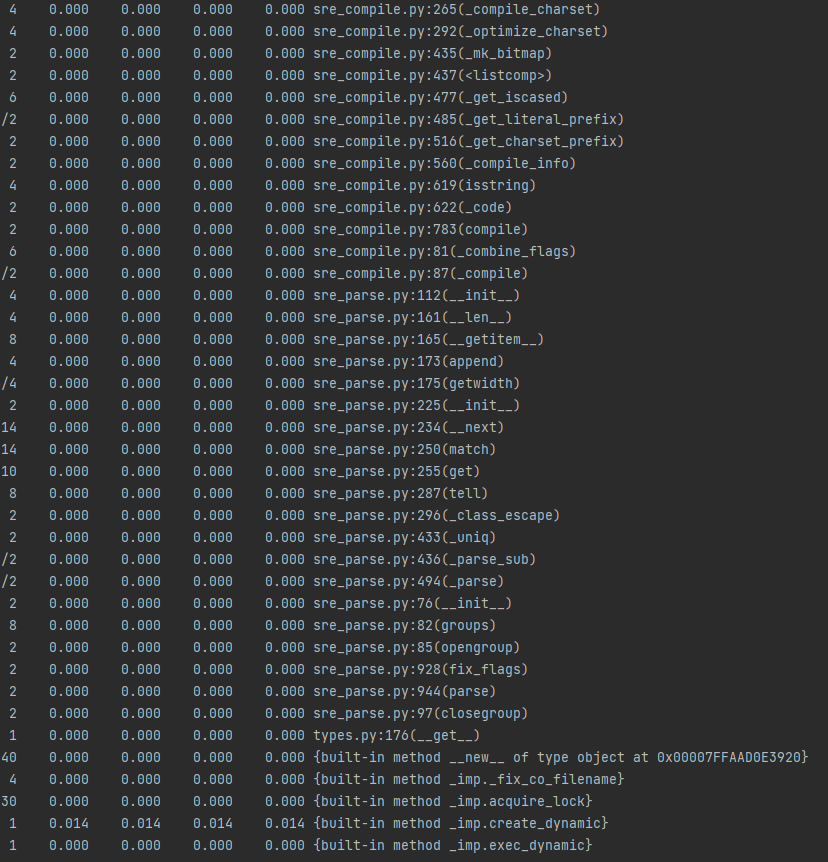 4 0.000 0.000 0.000 0.000 sre_compile.py:265(_compile_charset)
4 0.000 0.000 0.000 0.000 sre_compile.py:292(_optimize_charset)
2 0.000 0.000 0.000 0.000 sre_compile.py:435(_mk_bitmap)
2 0.000 0.000 0.000 0.000 sre_compile.py:437(<listcomp>)
6 0.000 0.000 0.000 0.000 sre_compile.py:477(_get_iscased)
/2 0.000 0.000 0.000 0.000 sre_compile.py:485(_get_literal_prefix)
2 0.000 0.000 0.000 0.000 sre_compile.py:516(_get_charset_prefix)
2 0.000 0.000 0.000 0.000 sre_compile.py:560(_compile_info)
4 0.000 0.000 0.000 0.000 sre_compile.py:619(isstring)
2 0.000 0.000 0.000 0.000 sre_compile.py:622(_code)
2 0.000 0.000 0.000 0.000 sre_compile.py:783(compile)
6 0.000 0.000 0.000 0.000 sre_compile.py:81(_combine_flags)
/2 0.000 0.000 0.000 0.000 sre_compile.py:87(_compile)
4 0.000 0.000 0.000 0.000 sre_parse.py:112(__init__)
4 0.000 0.000 0.000 0.000 sre_parse.py:161(__len__)
8 0.000 0.000 0.000 0.000 sre_parse.py:165(__getitem__)
4 0.000 0.000 0.000 0.000 sre_parse.py:173(append)
/4 0.000 0.000 0.000 0.000 sre_parse.py:175(getwidth)
2 0.000 0.000 0.000 0.000 sre_parse.py:225(__init__)
14 0.000 0.000 0.000 0.000 sre_parse.py:234(__next)
14 0.000 0.000 0.000 0.000 sre_parse.py:250(match)
10 0.000 0.000 0.000 0.000 sre_parse.py:255(get)
8 0.000 0.000 0.000 0.000 sre_parse.py:287(tell)
2 0.000 0.000 0.000 0.000 sre_parse.py:296(_class_escape)
2 0.000 0.000 0.000 0.000 sre_parse.py:433(_uniq)
/2 0.000 0.000 0.000 0.000 sre_parse.py:436(_parse_sub)
/2 0.000 0.000 0.000 0.000 sre_parse.py:494(_parse)
2 0.000 0.000 0.000 0.000 sre_parse.py:76(__init__)
8 0.000 0.000 0.000 0.000 sre_parse.py:82(groups)
2 0.000 0.000 0.000 0.000 sre_parse.py:85(opengroup)
2 0.000 0.000 0.000 0.000 sre_parse.py:928(fix_flags)
2 0.000 0.000 0.000 0.000 sre_parse.py:944(parse)
2 0.000 0.000 0.000 0.000 sre_parse.py:97(closegroup)
1 0.000 0.000 0.000 0.000 types.py:176(__get__)
40 0.000 0.000 0.000 0.000 {built-in method __new__ of type object at 0x00007FFAAD0E3920}
4 0.000 0.000 0.000 0.000 {built-in method _imp._fix_co_filename}
30 0.000 0.000 0.000 0.000 {built-in method _imp.acquire_lock}
1 0.014 0.014 0.014 0.014 {built-in method _imp.create_dynamic}
1 0.000 0.000 0.000 0.000 {built-in method _imp.exec_dynamic}